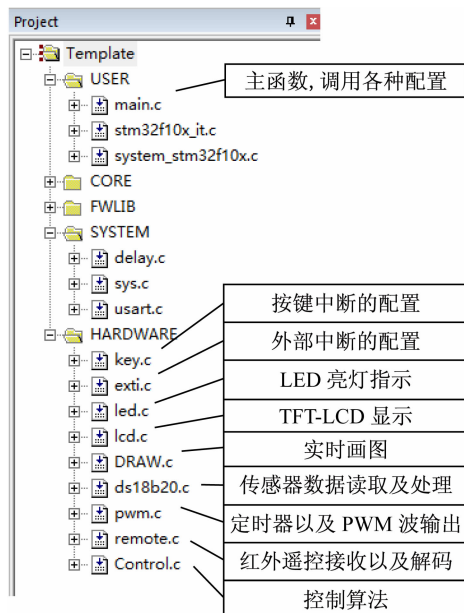 Project
Template
USER
主函数,调用各种配置
main.c
stm32f10x_it.c
system_stm32f10x.c
CORE
FWLIB
SYSTEM
delay.c
sys.c
usart.c
按键中断的配置
HARDWARE
外部中断的配置
key.c
LED 亮灯指示
exti.c
TFT-LCD 显示
led.c
实时画图
lcd.c
传感器数据读取及处理
DRAW.c
定时器以及 PWM 波输出
ds18b20.c
红外遥控接收以及解码
pwm.c
控制算法
remote.c
Control.c